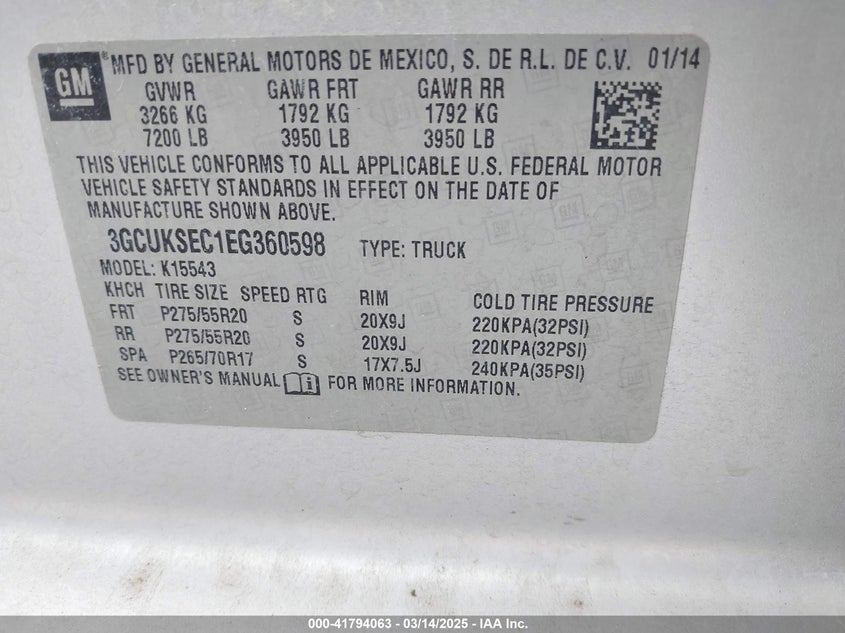 GM ® MFD BY GENERAL MOTORS DE MEXICO, S. DE R.L. DE C.V. 01/14
GVWR GAWR FRT GAWR RR
3266 KG 1792 KG 1792 KG
7200 LB 3950 LB 3950 LB
THIS VEHICLE CONFORMS TO ALL APPLICABLE U.S. FEDERAL MOTOR
VEHICLE SAFETY STANDARDS IN EFFECT ON THE DATE OF
MANUFACTURE SHOWN ABOVE.
3GCUKSEC1EG360598 TYPE: TRUCK
MODEL: K15543
KHCH TIRE SIZE SPEED RTG RIM COLD TIRE PRESSURE
FRT P275/55R20 S 20X9J 220KPA(32PSI)
RR P275/55R20 S 20X9J 220KPA(32PSI)
SPA P265/70R17 S 17X7.5J 240KPA(35PSI)
SEE OWNER'S MANUAL i FOR MORE INFORMATION.
000-41794063 - 03/14/2025 - IAA Inc.